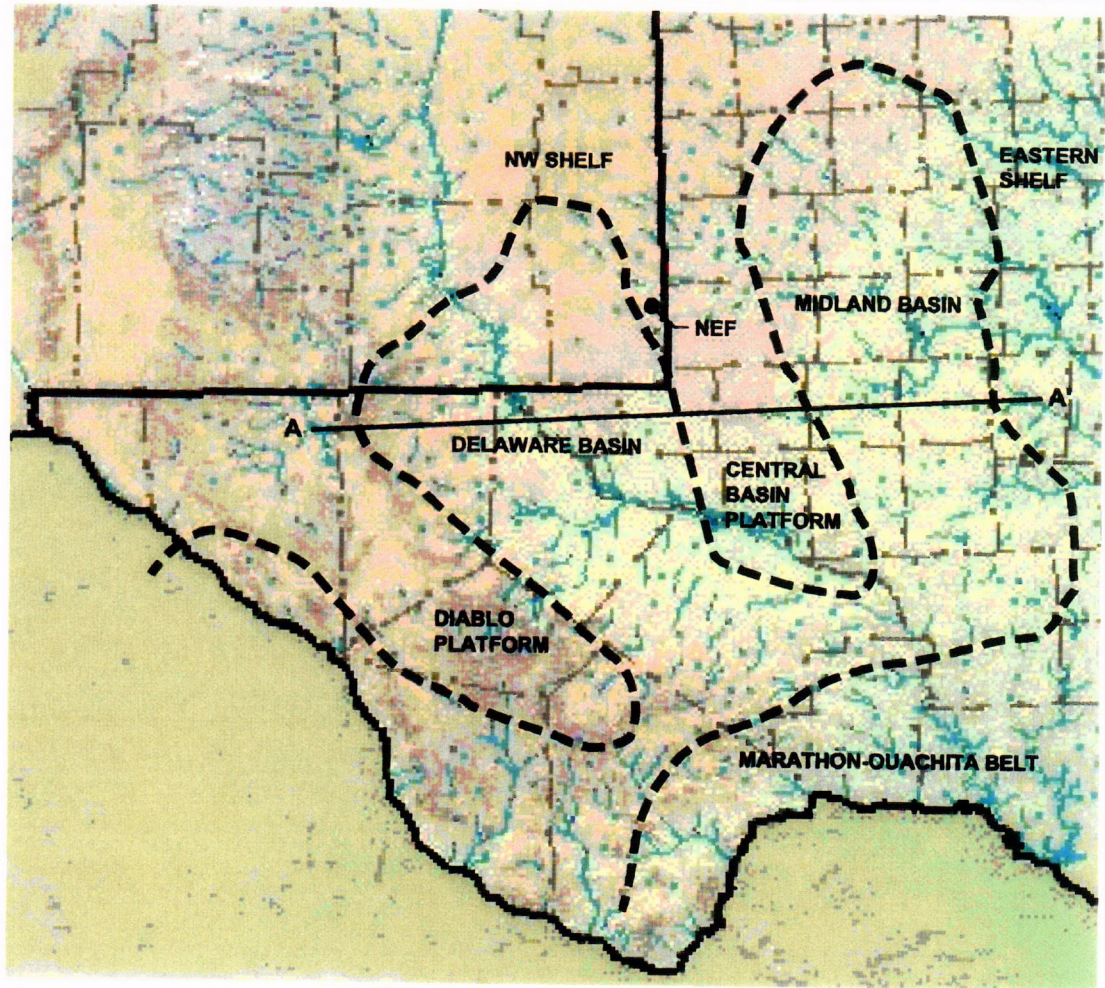 NW SHELF
EASTERN
SHELF
MIDLAND BASIN
NEF
A
A'
DELAWARE BASIN
CENTRAL
BASIN
PLATFORM
DIABLO
PLATFORM
MARATHON-OUACHITA BELT